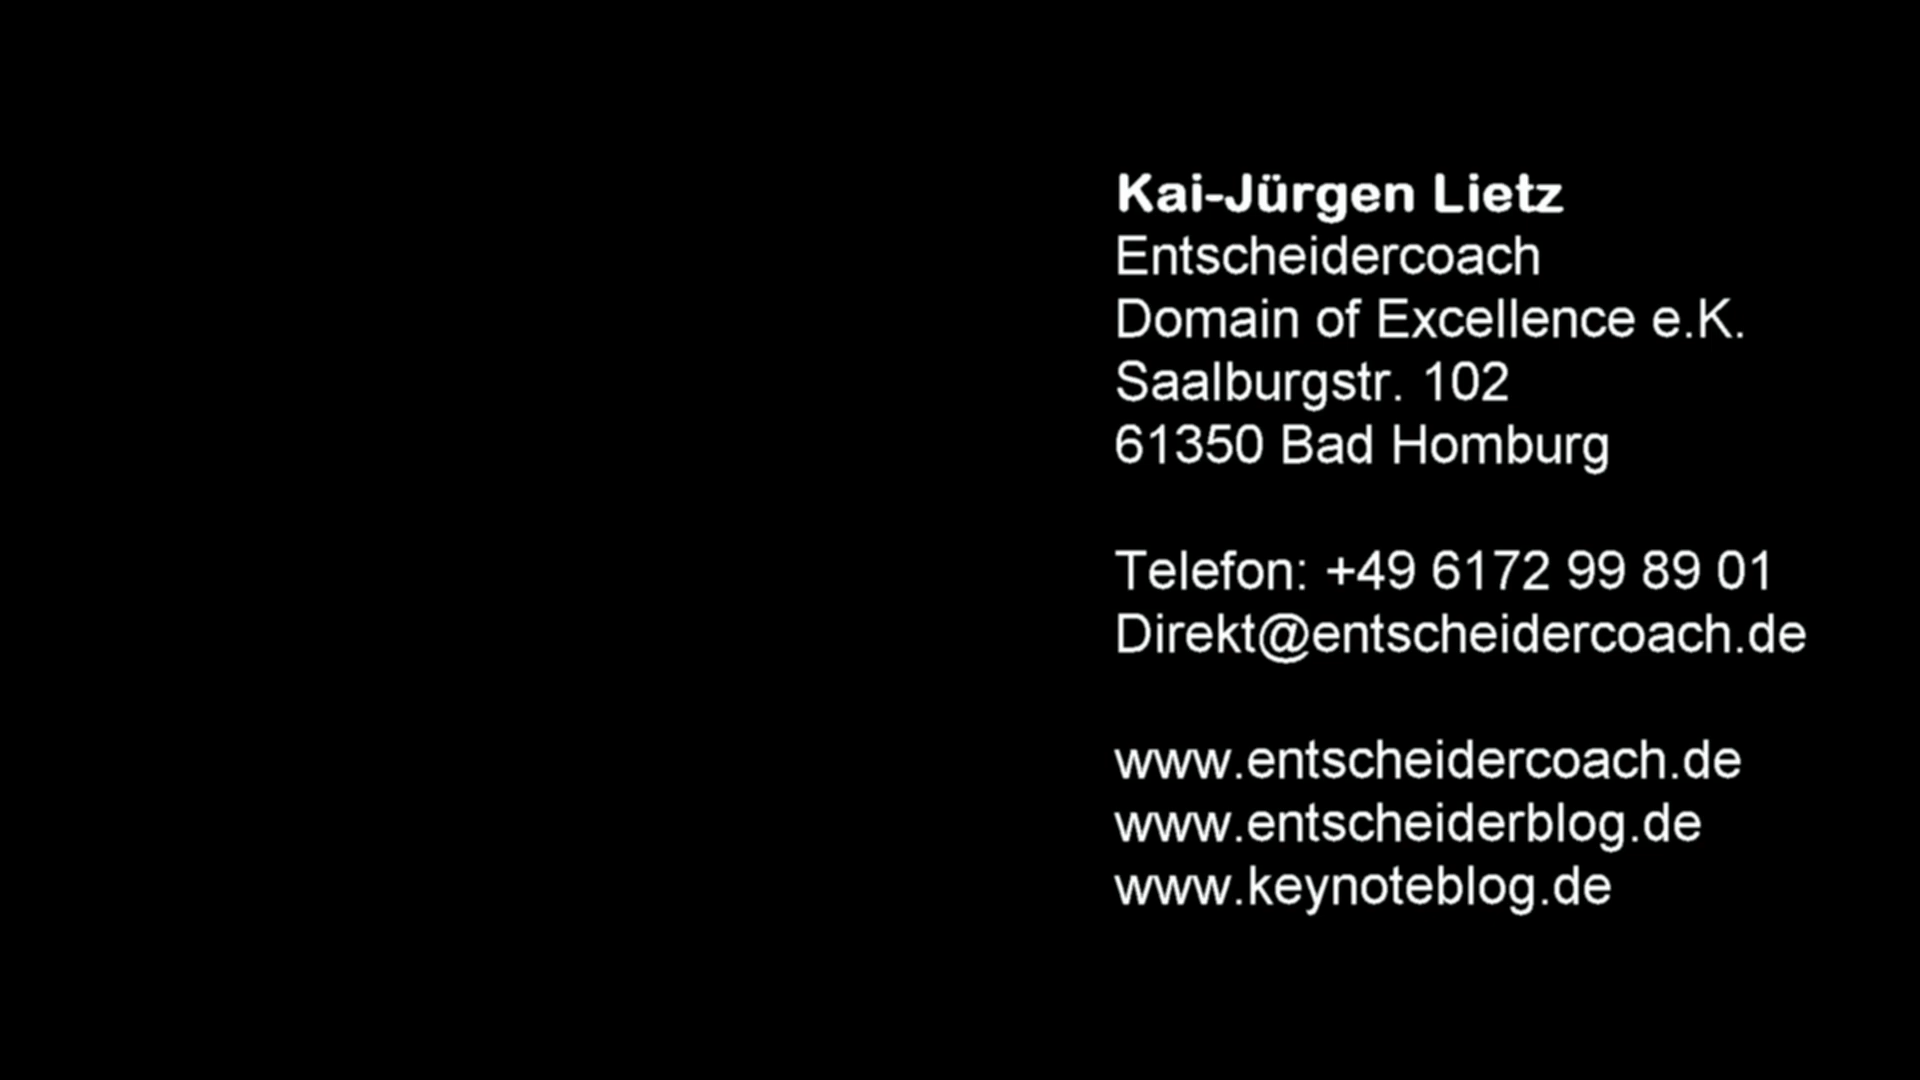 Kai-Jürgen Lietz
Entscheidercoach
Domain of Excellence e.K.
Saalburgstr. 102
61350 Bad Homburg
Telefon: +49 6172 99 89 01
Direkt@entscheidercoach.de
www.entscheidercoach.de
www.entscheiderblog.de
www.keynoteblog.de